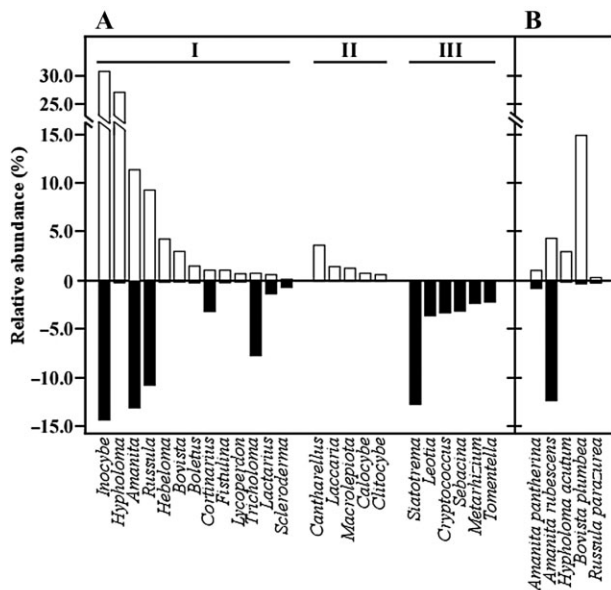 A
B
I
II
III
Relative abundance (%)
30.0
25.0
15.0
10.0
5.0
0
−5.0
−10.0
−15.0
Inocybe
Hypholoma
Amanita
Russula
Hebeloma
Bovista
Boletus
Cortinarius
Fistulina
Lycoperdon
Tricholoma
Lactarius
Scleroderma
Cantharellus
Laccaria
Macrolepiota
Calocybe
Clitocybe
Siatotrema
Leotia
Cryptococcus
Sebacina
Metarhizium
Tomentella
Amanita pantherina
Amanita rubescens
Hypholoma acutum
Bovista plumbea
Russula parazurea